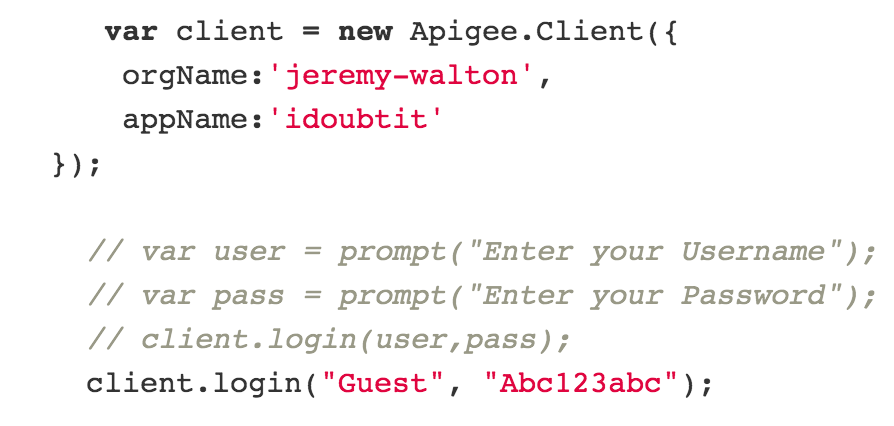 var client = new Apigee.Client({
orgName:'jeremy-walton',
appName:'idoubtit'
});
// var user = prompt("Enter your Username");
// var pass = prompt("Enter your Password");
// client.login(user,pass);
client.login("Guest", "Abc123abc");